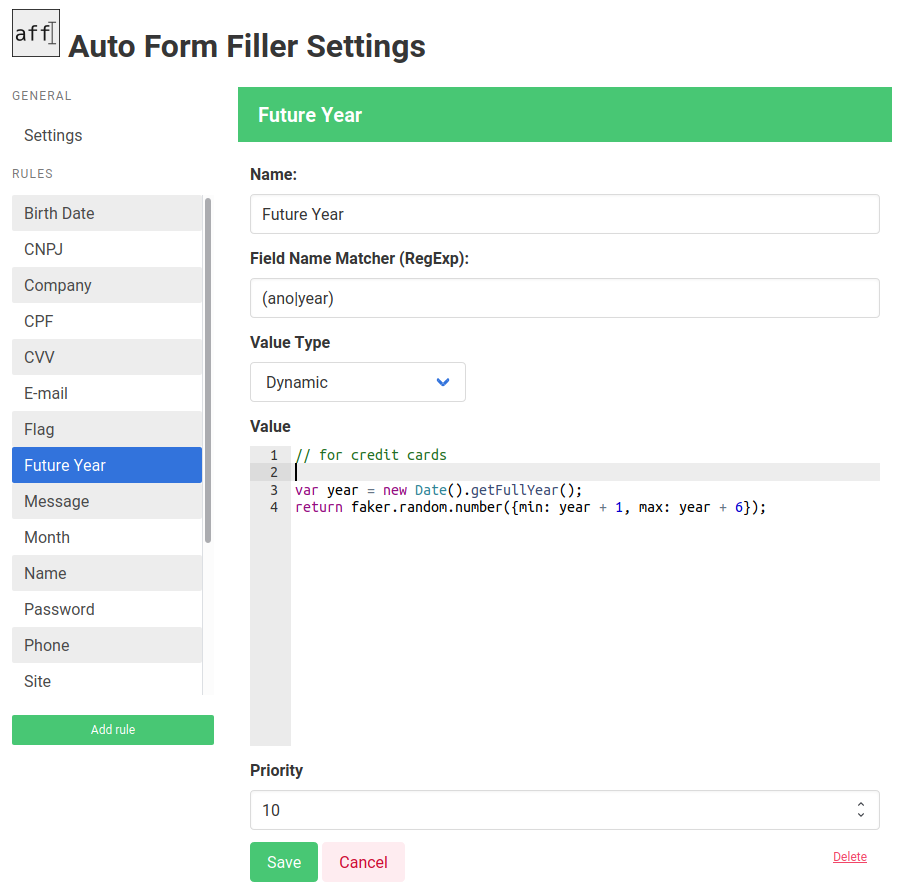 aff
Auto Form Filler Settings
GENERAL
Settings
RULES
Birth Date
CNPJ
Company
CPF
CVV
E-mail
Flag
Future Year
Message
Month
Name
Password
Phone
Site
Add rule
Future Year
Name:
Future Year
Field Name Matcher (RegExp):
(ano|year)
Value Type
Dynamic
Value
1 // for credit cards
2
3 var year = new Date().getFullYear();
4 return faker.random.number({min: year + 1, max: year + 6});
Priority
10
Save Cancel Delete